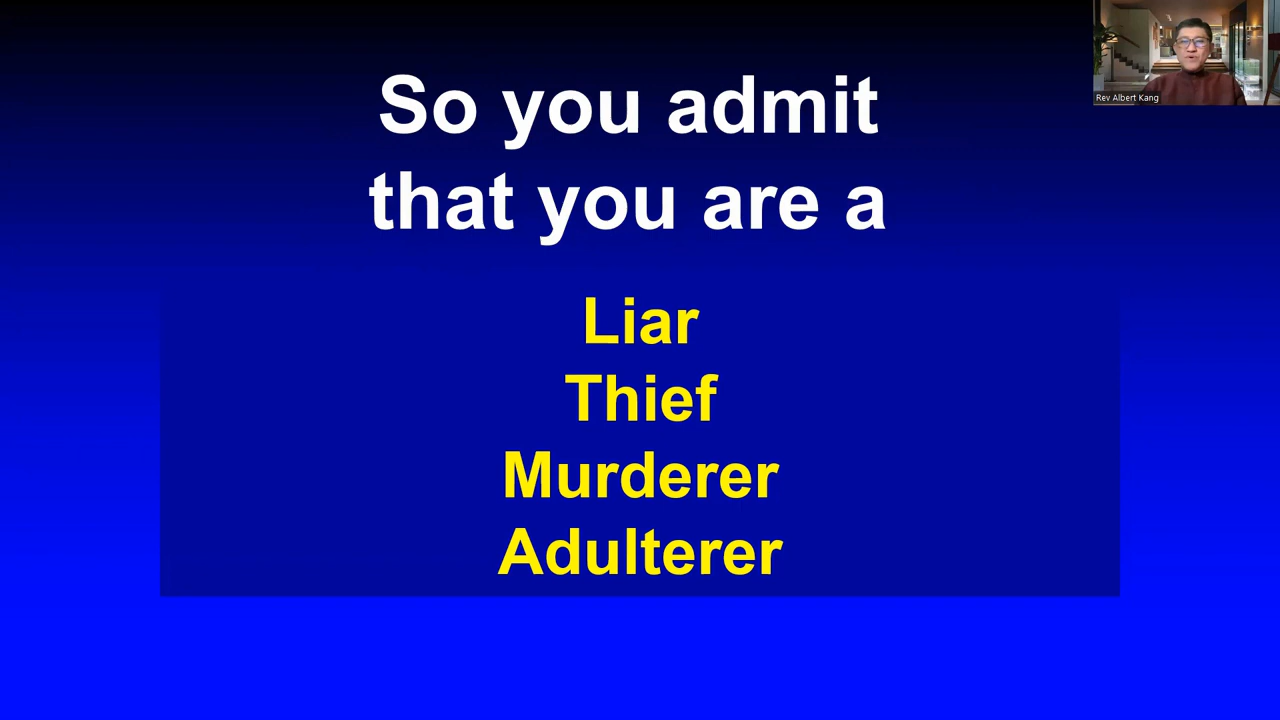 So you admit
that you are a
Liar
Thief
Murderer
Adulterer
Rev Albert Kang